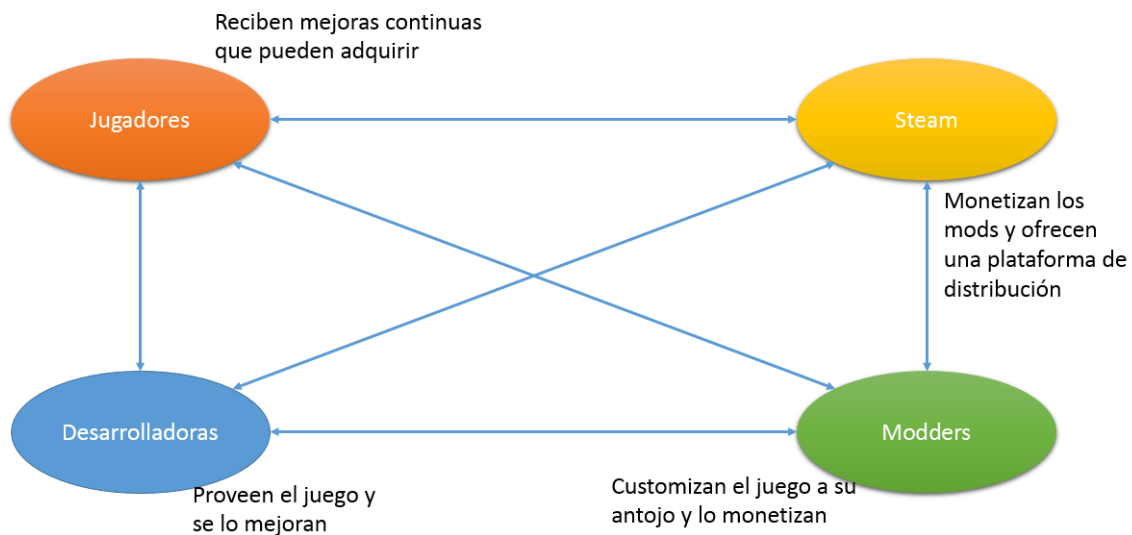 Reciben mejoras continuas
que pueden adquirir
Jugadores
Steam
Monetizan los
mods y ofrecen
una plataforma de
distribución
Desarrolladoras
Modders
Proveen el juego y
se lo mejoran
Customizan el juego a su
antojo y lo monetizan